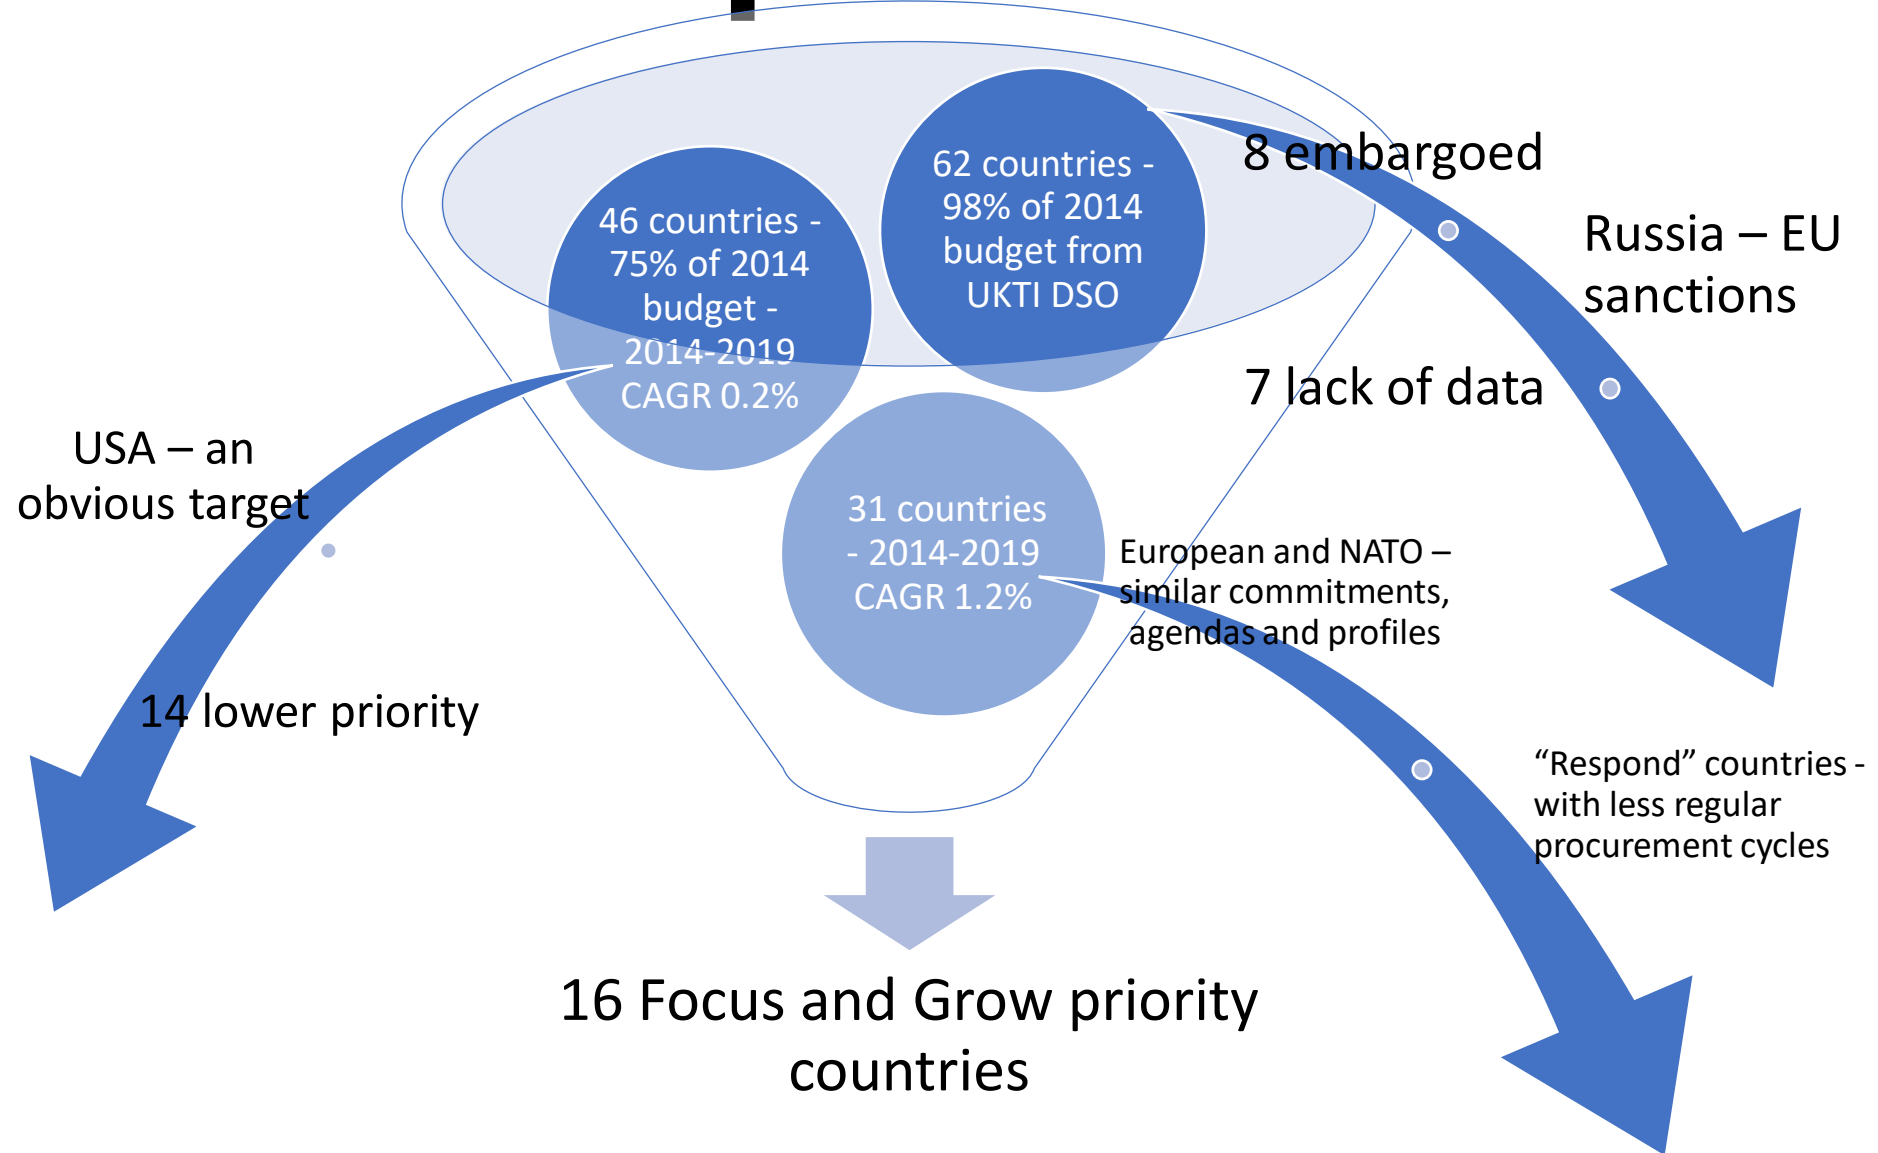 62 countries -
98% of 2014
budget from
UKTI DSO
8 embargoed
Russia – EU
sanctions
7 lack of data
46 countries -
75% of 2014
budget -
2014-2019
CAGR 0.2%
USA – an
obvious target
14 lower priority
31 countries
- 2014-2019
CAGR 1.2%
European and NATO –
similar commitments,
agendas and profiles
“Respond” countries -
with less regular
procurement cycles
16 Focus and Grow priority
countries